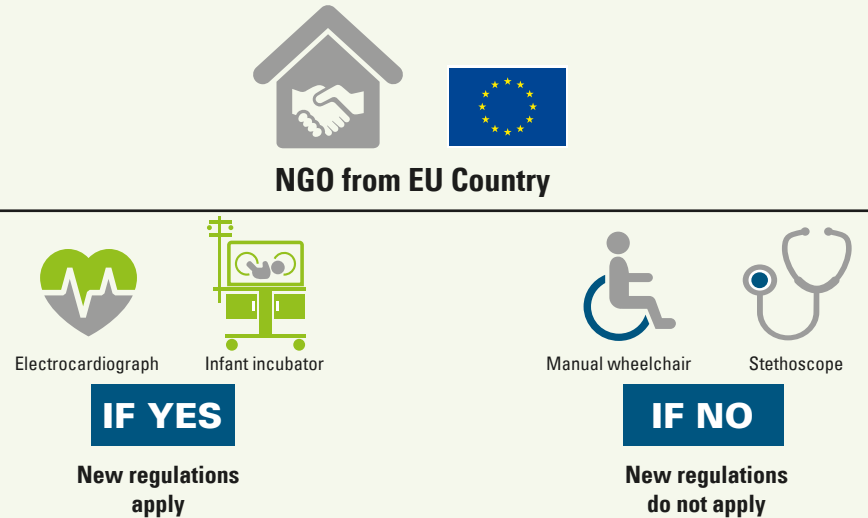 NGO from EU Country
Electrocardiograph
Infant incubator
Manual wheelchair
Stethoscope
IF YES
IF NO
New regulations
apply
New regulations
do not apply